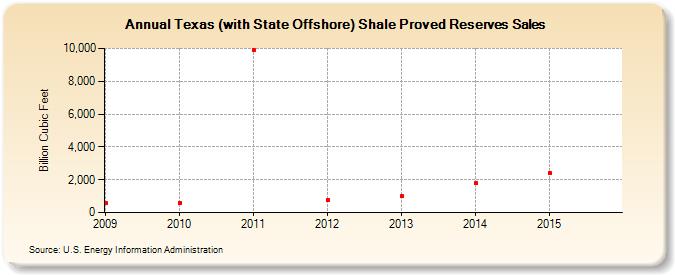 Annual Texas (with State Offshore) Shale Proved Reserves Sales
Billion Cubic Feet
10,000
8,000
6,000
4,000
2,000
0
2009 2010 2011 2012 2013 2014 2015
Source: U.S. Energy Information Administration